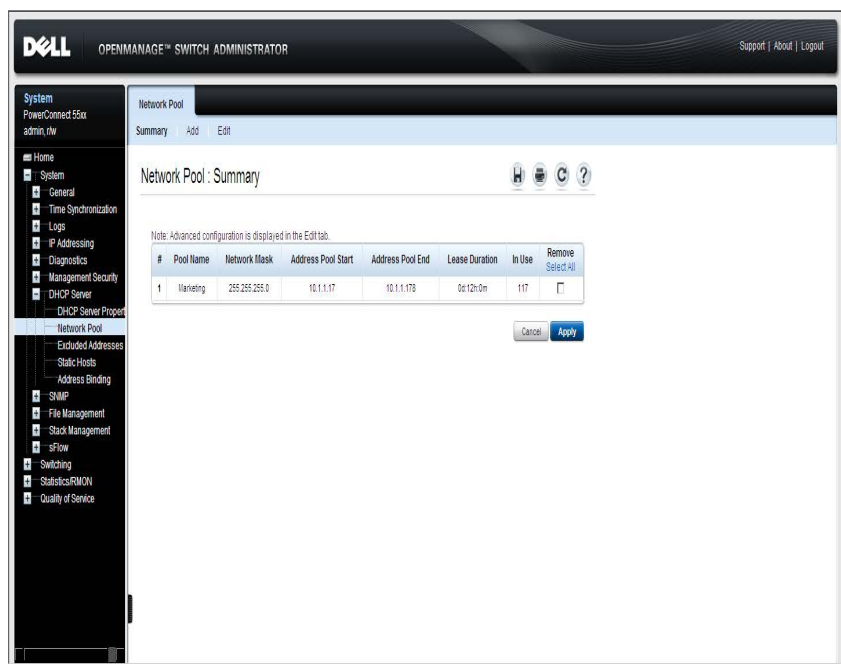 DELL
OPENMANAGE™ SWITCH ADMINISTRATOR
Support | About | Logout
System
PowerConnect 55xx
admin, r/w
Home
System
General
Time Synchronization
Logs
IP Addressing
Diagnostics
Management Security
DHCP Server
DHCP Server Propert
Network Pool
Excluded Addresses
Static Hosts
Address Binding
SNMP
File Management
Stack Management
sFlow
Switching
Statistics/RMON
Quality of Service
Network Pool
Summary | Add | Edit
Network Pool : Summary
Note: Advanced configuration is displayed in the Edit tab.
# Pool Name Network Mask Address Pool Start Address Pool End Lease Duration In Use Remove
Select All
1 Marketing 255.255.255.0 10.1.1.17 10.1.1.178 0d:12h:0m 117
Cancel Apply